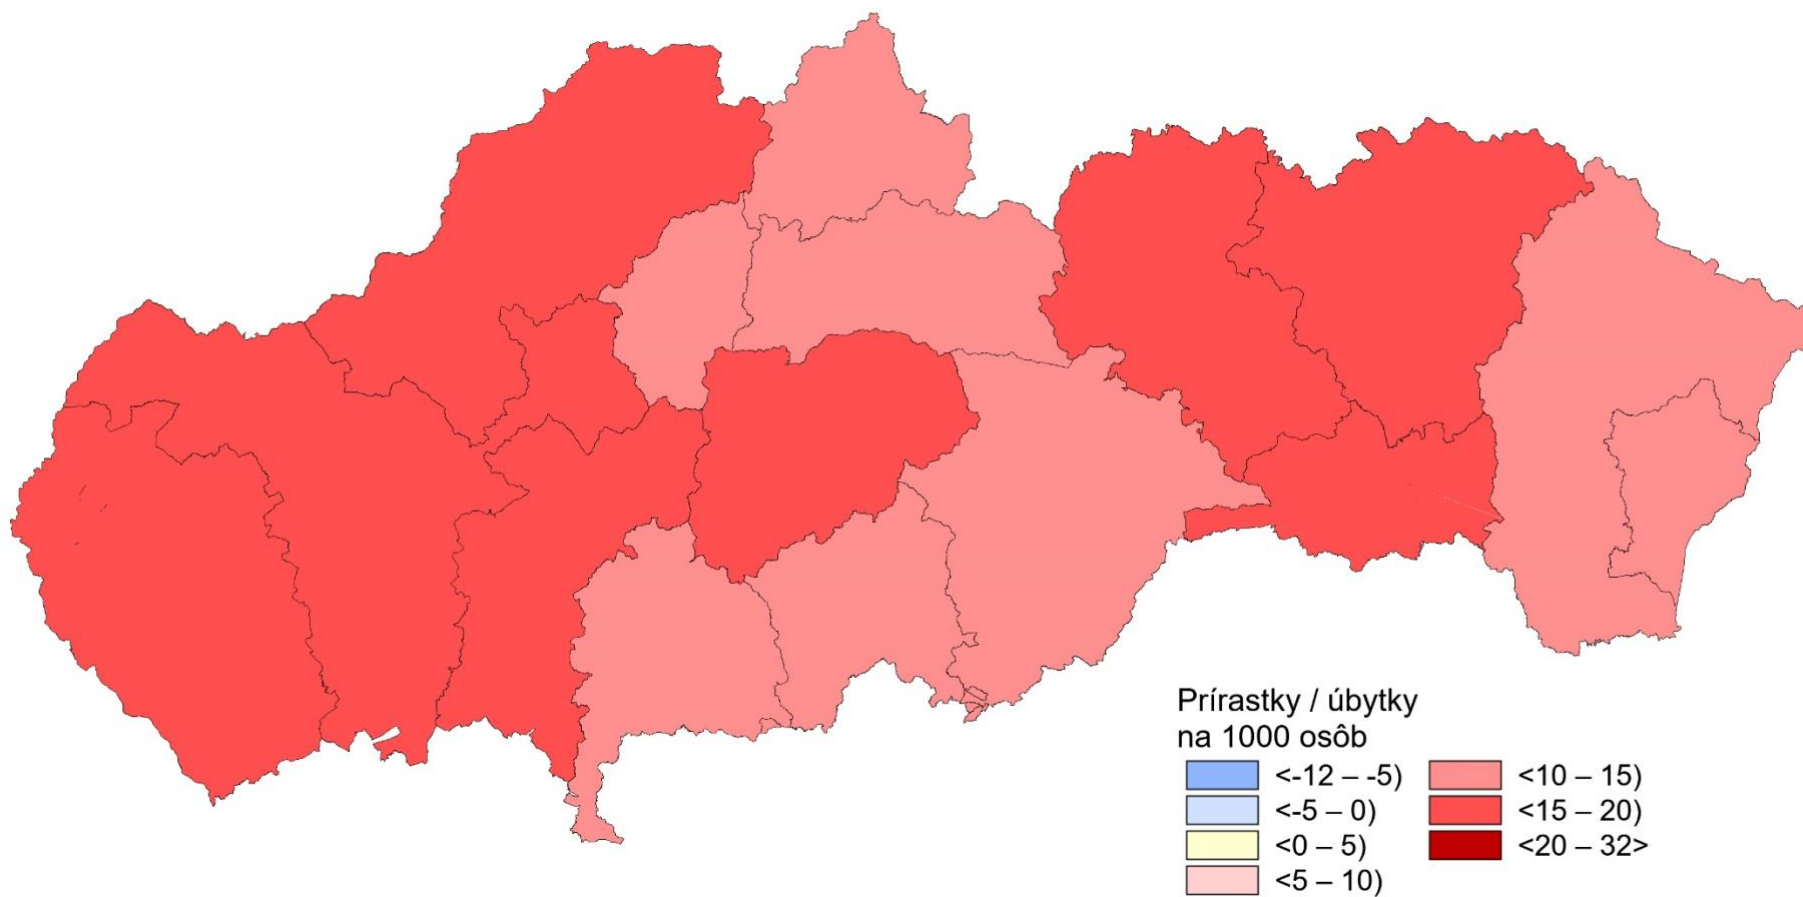 Prírastky / úbytky
na 1000 osôb
<-12 – -5)
<-5 – 0)
<0 – 5)
<5 – 10)
<10 – 15)
<15 – 20)
<20 – 32>